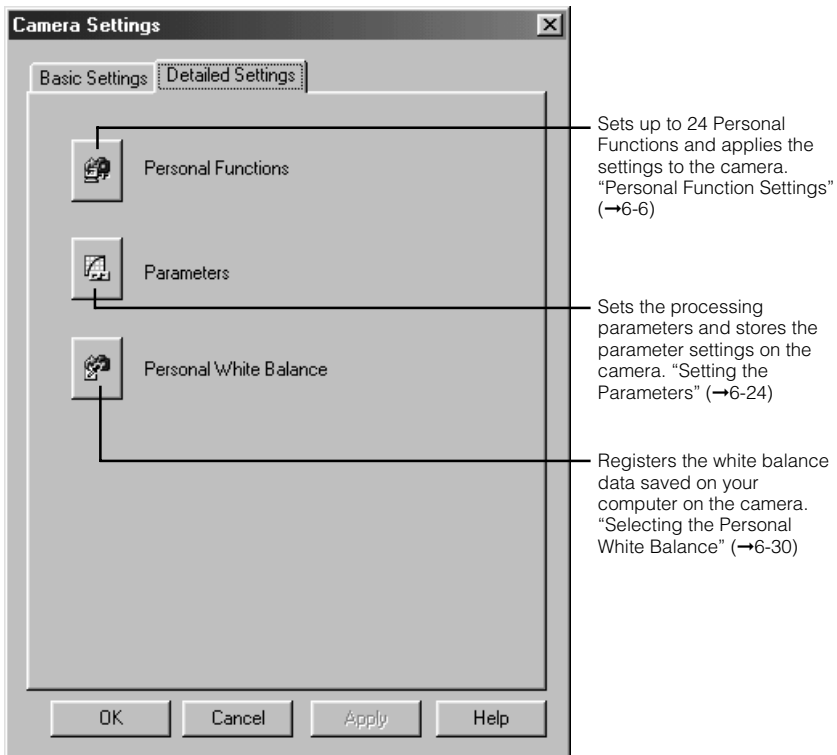 Camera Settings
Basic Settings Detailed Settings
Personal Functions
Sets up to 24 Personal
Functions and applies the
settings to the camera.
“Personal Function Settings”
(➞6-6)
Parameters
Sets the processing
parameters and stores the
parameter settings on the
camera. “Setting the
Parameters” (➞6-24)
Personal White Balance
Registers the white balance
data saved on your
computer on the camera.
“Selecting the Personal
White Balance” (➞6-30)
OK Cancel Apply Help